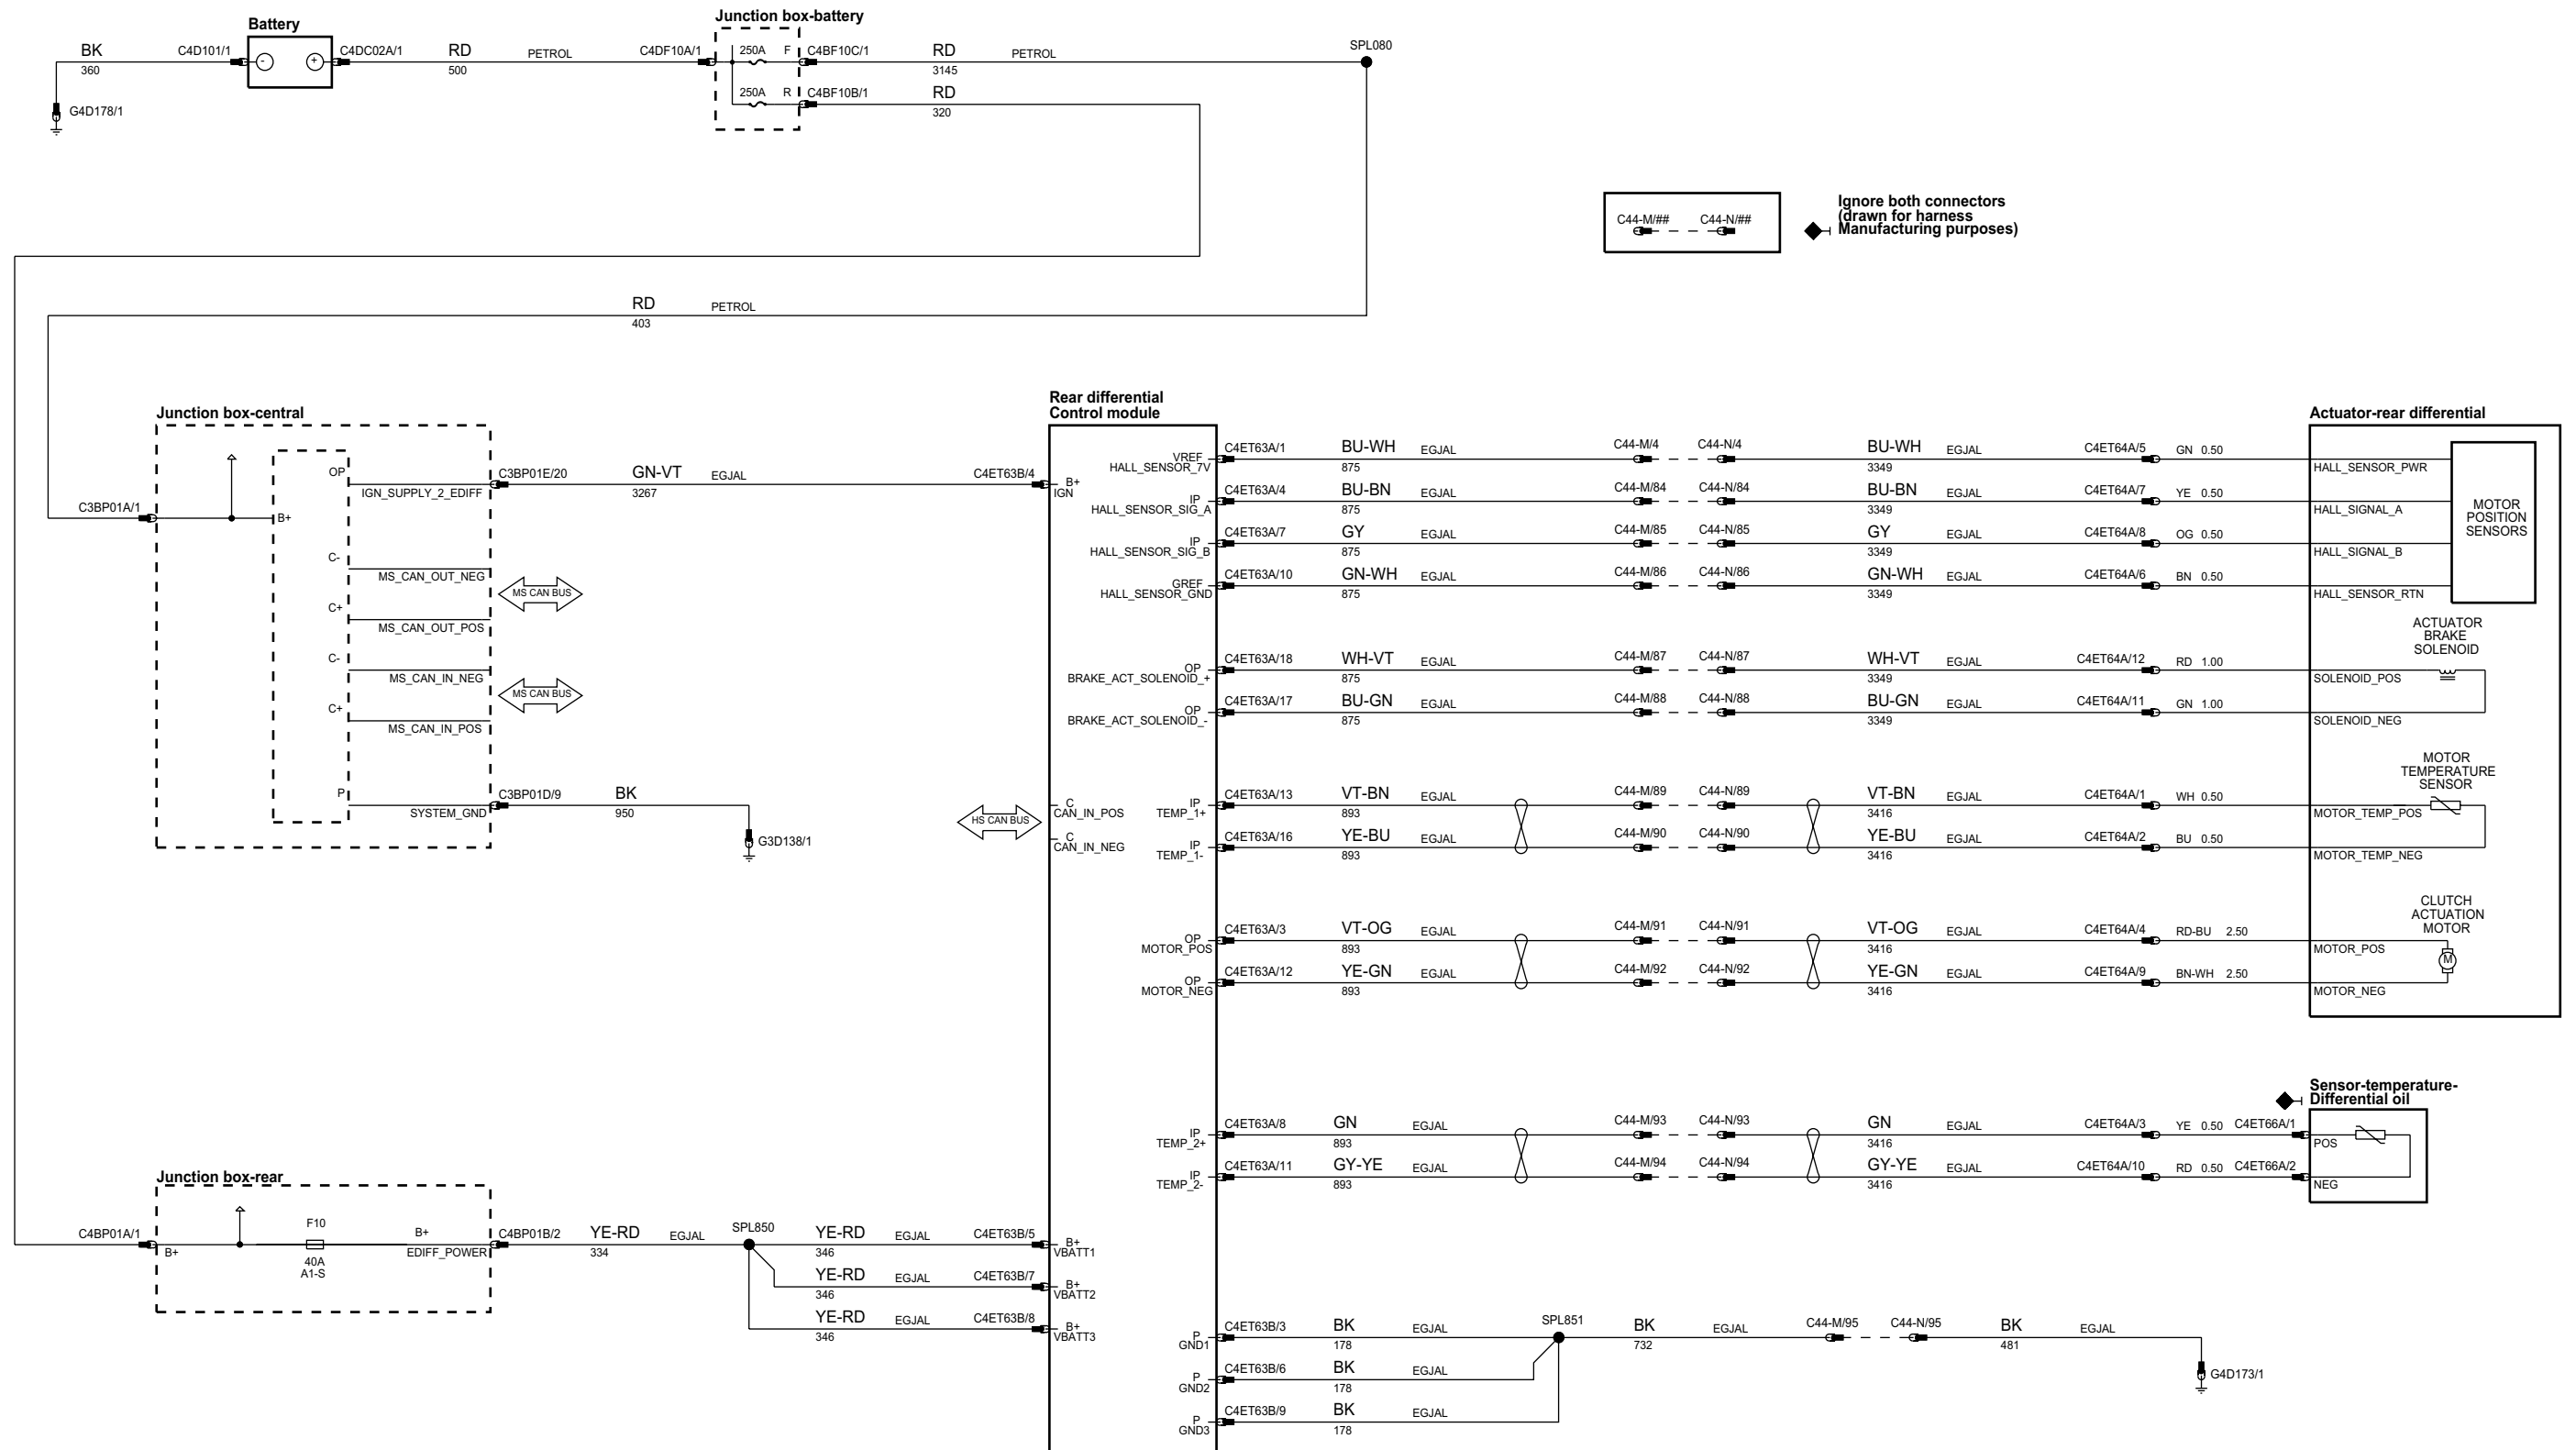 Battery
Junction box-battery
BK
360
C4D101/1
-
+
C4DC02A/1
RD
500
PETROL
C4DF10A/1
250A
F
C4BF10C/1
RD
3145
PETROL
SPL080
250A
R
C4BF10B/1
RD
320
G4D178/1
C44-M/##
C44-N/##
Ignore both connectors
(drawn for harness
Manufacturing purposes)
RD
403
PETROL
Junction box-central
C3BP01A/1
B+
OP
IGN_SUPPLY_2_EDIFF
C3BP01E/20
GN-VT
3267
EGJAL
C4ET63B/4
C-
MS_CAN_OUT_NEG
MS CAN BUS
C+
MS_CAN_OUT_POS
C-
MS_CAN_IN_NEG
MS CAN BUS
C+
MS_CAN_IN_POS
P
SYSTEM_GND
C3BP01D/9
BK
950
G3D138/1
Rear differential
Control module
B+
IGN
HS CAN BUS
C
CAN_IN_POS
C
CAN_IN_NEG
VREF
HALL_SENSOR_7V
C4ET63A/1
BU-WH
875
EGJAL
C44-M/4
C44-N/4
BU-WH
3349
EGJAL
C4ET64A/5
GN 0.50
HALL_SENSOR_PWR
IP
HALL_SENSOR_SIG_A
C4ET63A/4
BU-BN
875
EGJAL
C44-M/84
C44-N/84
BU-BN
3349
EGJAL
C4ET64A/7
YE 0.50
HALL_SIGNAL_A
IP
HALL_SENSOR_SIG_B
C4ET63A/7
GY
875
EGJAL
C44-M/85
C44-N/85
GY
3349
EGJAL
C4ET64A/8
OG 0.50
HALL_SIGNAL_B
GREF
HALL_SENSOR_GND
C4ET63A/10
GN-WH
875
EGJAL
C44-M/86
C44-N/86
GN-WH
3349
EGJAL
C4ET64A/6
BN 0.50
HALL_SENSOR_RTN
Actuator-rear differential
MOTOR
POSITION
SENSORS
OP
BRAKE_ACT_SOLENOID_+
C4ET63A/18
WH-VT
875
EGJAL
C44-M/87
C44-N/87
WH-VT
3349
EGJAL
C4ET64A/12
RD 1.00
SOLENOID_POS
ACTUATOR
BRAKE
SOLENOID
OP
BRAKE_ACT_SOLENOID_-
C4ET63A/17
BU-GN
875
EGJAL
C44-M/88
C44-N/88
BU-GN
3349
EGJAL
C4ET64A/11
GN 1.00
SOLENOID_NEG
IP
TEMP_1+
C4ET63A/13
VT-BN
893
EGJAL
C44-M/89
C44-N/89
VT-BN
3416
EGJAL
C4ET64A/1
WH 0.50
MOTOR_TEMP_POS
MOTOR
TEMPERATURE
SENSOR
IP
TEMP_1-
C4ET63A/16
YE-BU
893
EGJAL
C44-M/90
C44-N/90
YE-BU
3416
EGJAL
C4ET64A/2
BU 0.50
MOTOR_TEMP_NEG
OP
MOTOR_POS
C4ET63A/3
VT-OG
893
EGJAL
C44-M/91
C44-N/91
VT-OG
3416
EGJAL
C4ET64A/4
RD-BU 2.50
MOTOR_POS
CLUTCH
ACTUATION
MOTOR
M
OP
MOTOR_NEG
C4ET63A/12
YE-GN
893
EGJAL
C44-M/92
C44-N/92
YE-GN
3416
EGJAL
C4ET64A/9
BN-WH 2.50
MOTOR_NEG
Sensor-temperature-
Differential oil
IP
TEMP_2+
C4ET63A/8
GN
893
EGJAL
C44-M/93
C44-N/93
GN
3416
EGJAL
C4ET64A/3
YE 0.50
C4ET66A/1
POS
IP
TEMP_2-
C4ET63A/11
GY-YE
893
EGJAL
C44-M/94
C44-N/94
GY-YE
3416
EGJAL
C4ET64A/10
RD 0.50
C4ET66A/2
NEG
Junction box-rear
C4BP01A/1
B+
F10
40A
A1-S
B+
EDIFF_POWER
C4BP01B/2
YE-RD
334
EGJAL
SPL850
YE-RD
346
EGJAL
C4ET63B/5
B+
VBATT1
YE-RD
346
EGJAL
C4ET63B/7
B+
VBATT2
YE-RD
346
EGJAL
C4ET63B/8
B+
VBATT3
P
GND1
C4ET63B/3
BK
178
EGJAL
SPL851
BK
732
EGJAL
C44-M/95
C44-N/95
BK
481
EGJAL
G4D173/1
P
GND2
C4ET63B/6
BK
178
EGJAL
P
GND3
C4ET63B/9
BK
178
EGJAL